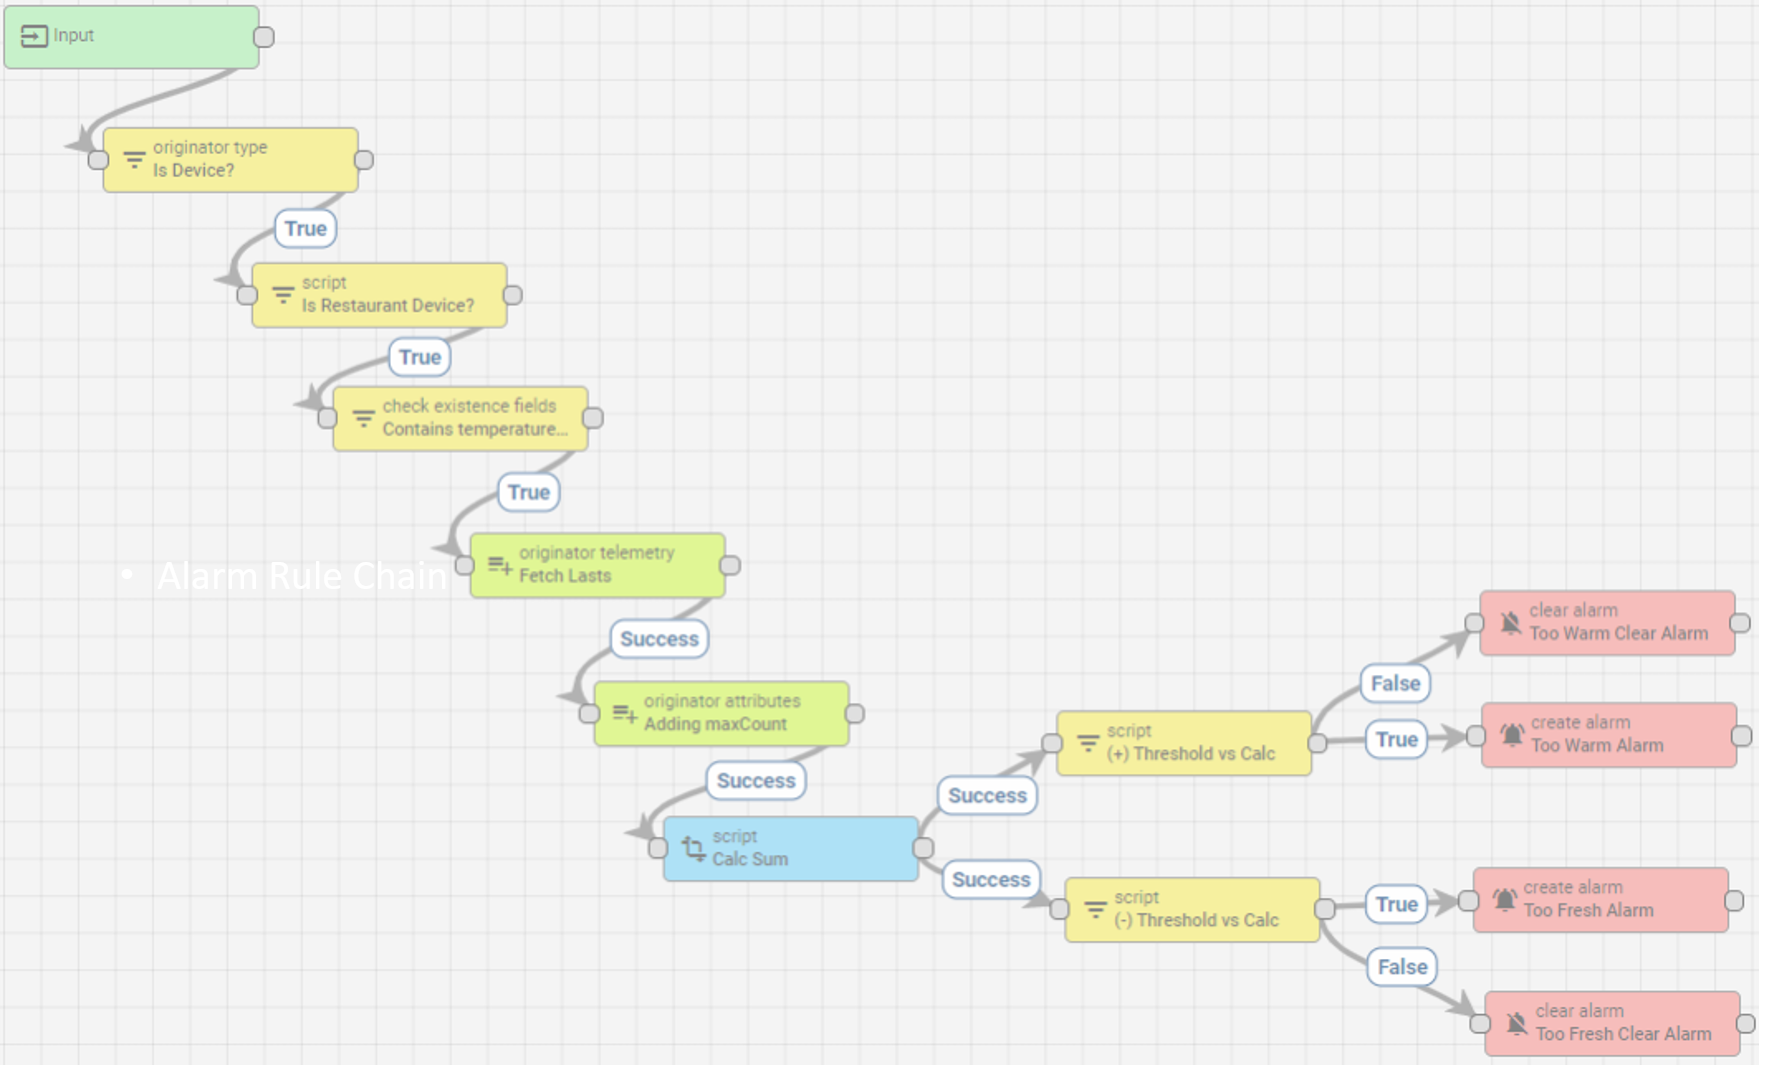 Input
originator type
Is Device?
True
script
Is Restaurant Device?
True
check existence fields
Contains temperature...
True
originator telemetry
Fetch Lasts
• Alarm Rule Chain
Success
originator attributes
Adding maxCount
Success
script
Calc Sum
Success
script
(+) Threshold vs Calc
False
clear alarm
Too Warm Clear Alarm
True
create alarm
Too Warm Alarm
Success
script
(-) Threshold vs Calc
True
create alarm
Too Fresh Alarm
False
clear alarm
Too Fresh Clear Alarm